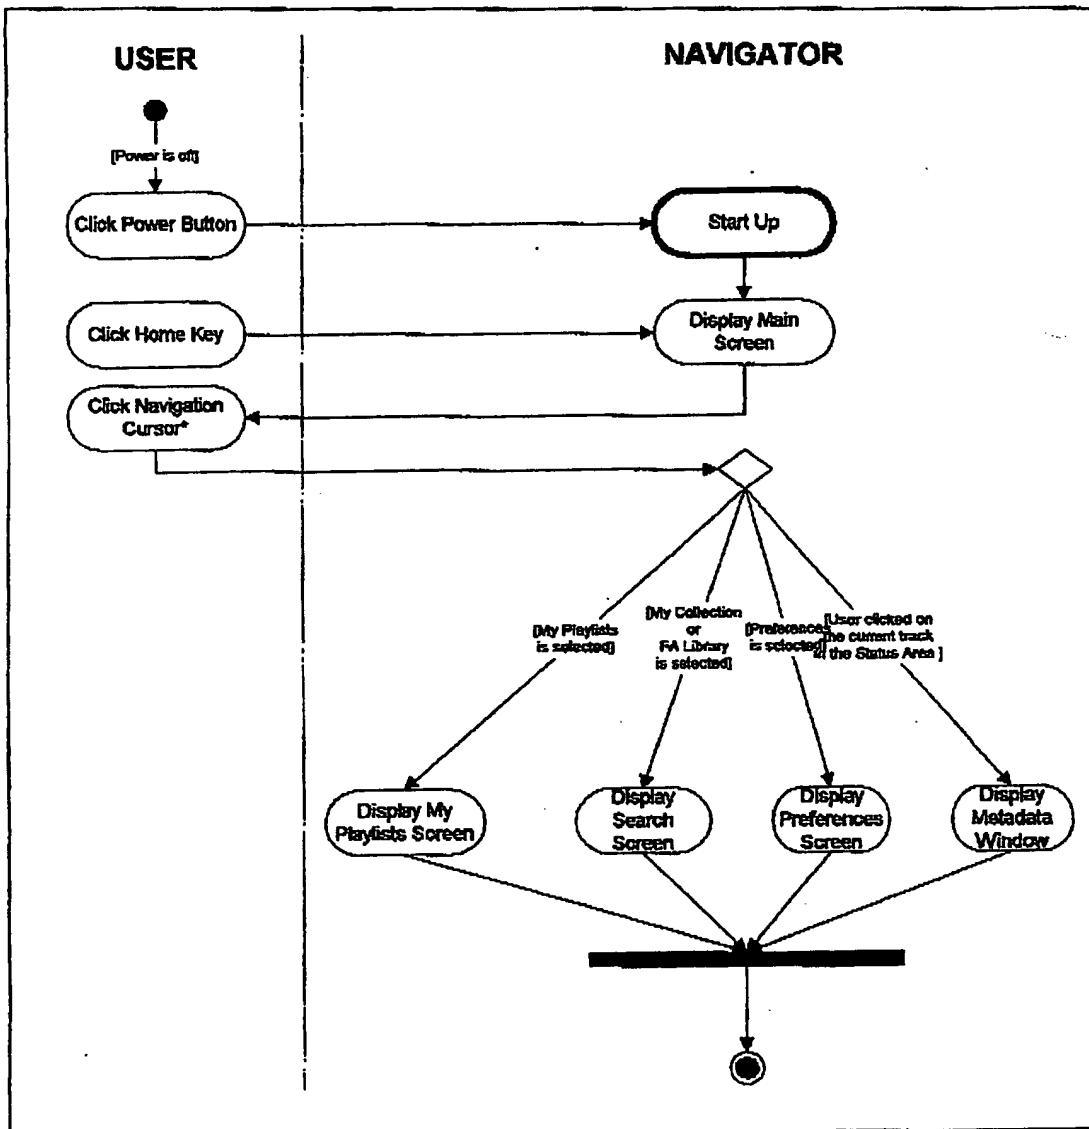 USER
NAVIGATOR
[Power is off]
Click Power Button
Start Up
Click Home Key
Display Main
Screen
Click Navigation
Cursor*
[My Playlists
is selected]
[My Collection
or
FA Library
is selected]
[Preferences
is selected]
[User clicked on
the current track
in the Status Area ]
Display My
Playlists Screen
Display
Search
Screen
Display
Preferences
Screen
Display
Metadata
Window